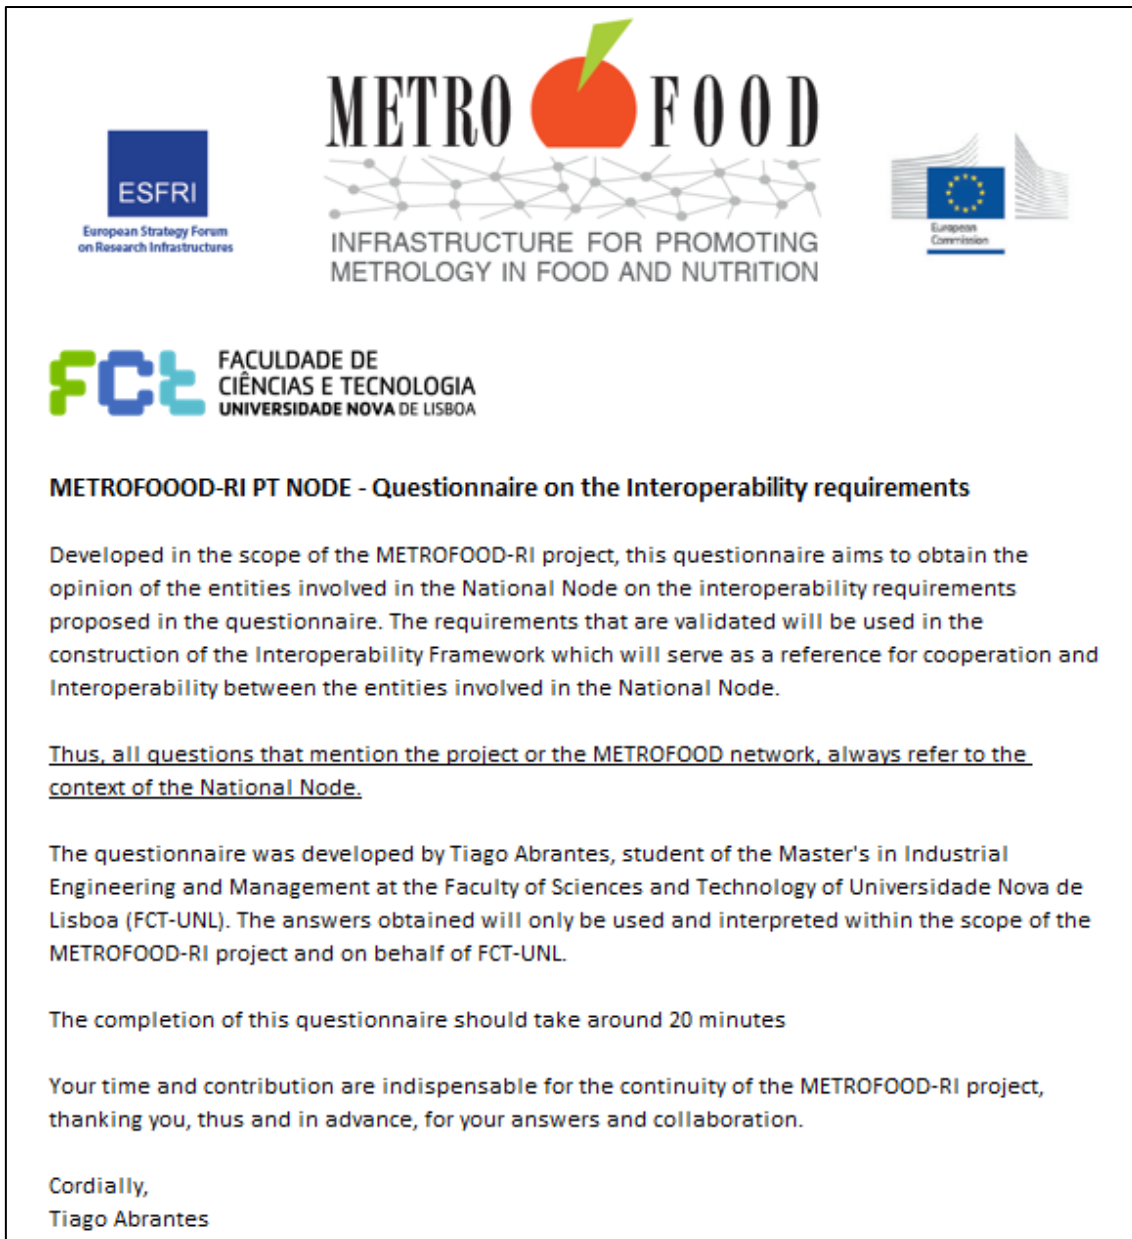 METRO FOOD
INFRASTRUCTURE FOR PROMOTING
METROLOGY IN FOOD AND NUTRITION
ESFRI
European Strategy Forum
on Research Infrastructures
European
Commission
FCt
FACULDADE DE
CIÊNCIAS E TECNOLOGIA
UNIVERSIDADE NOVA DE LISBOA
METROFOOOD-RI PT NODE - Questionnaire on the Interoperability requirements
Developed in the scope of the METROFOOD-RI project, this questionnaire aims to obtain the
opinion of the entities involved in the National Node on the interoperability requirements
proposed in the questionnaire. The requirements that are validated will be used in the
construction of the Interoperability Framework which will serve as a reference for cooperation and
Interoperability between the entities involved in the National Node.
Thus, all questions that mention the project or the METROFOOD network, always refer to the
context of the National Node.
The questionnaire was developed by Tiago Abrantes, student of the Master's in Industrial
Engineering and Management at the Faculty of Sciences and Technology of Universidade Nova de
Lisboa (FCT-UNL). The answers obtained will only be used and interpreted within the scope of the
METROFOOD-RI project and on behalf of FCT-UNL.
The completion of this questionnaire should take around 20 minutes
Your time and contribution are indispensable for the continuity of the METROFOOD-RI project,
thanking you, thus and in advance, for your answers and collaboration.
Cordially,
Tiago Abrantes